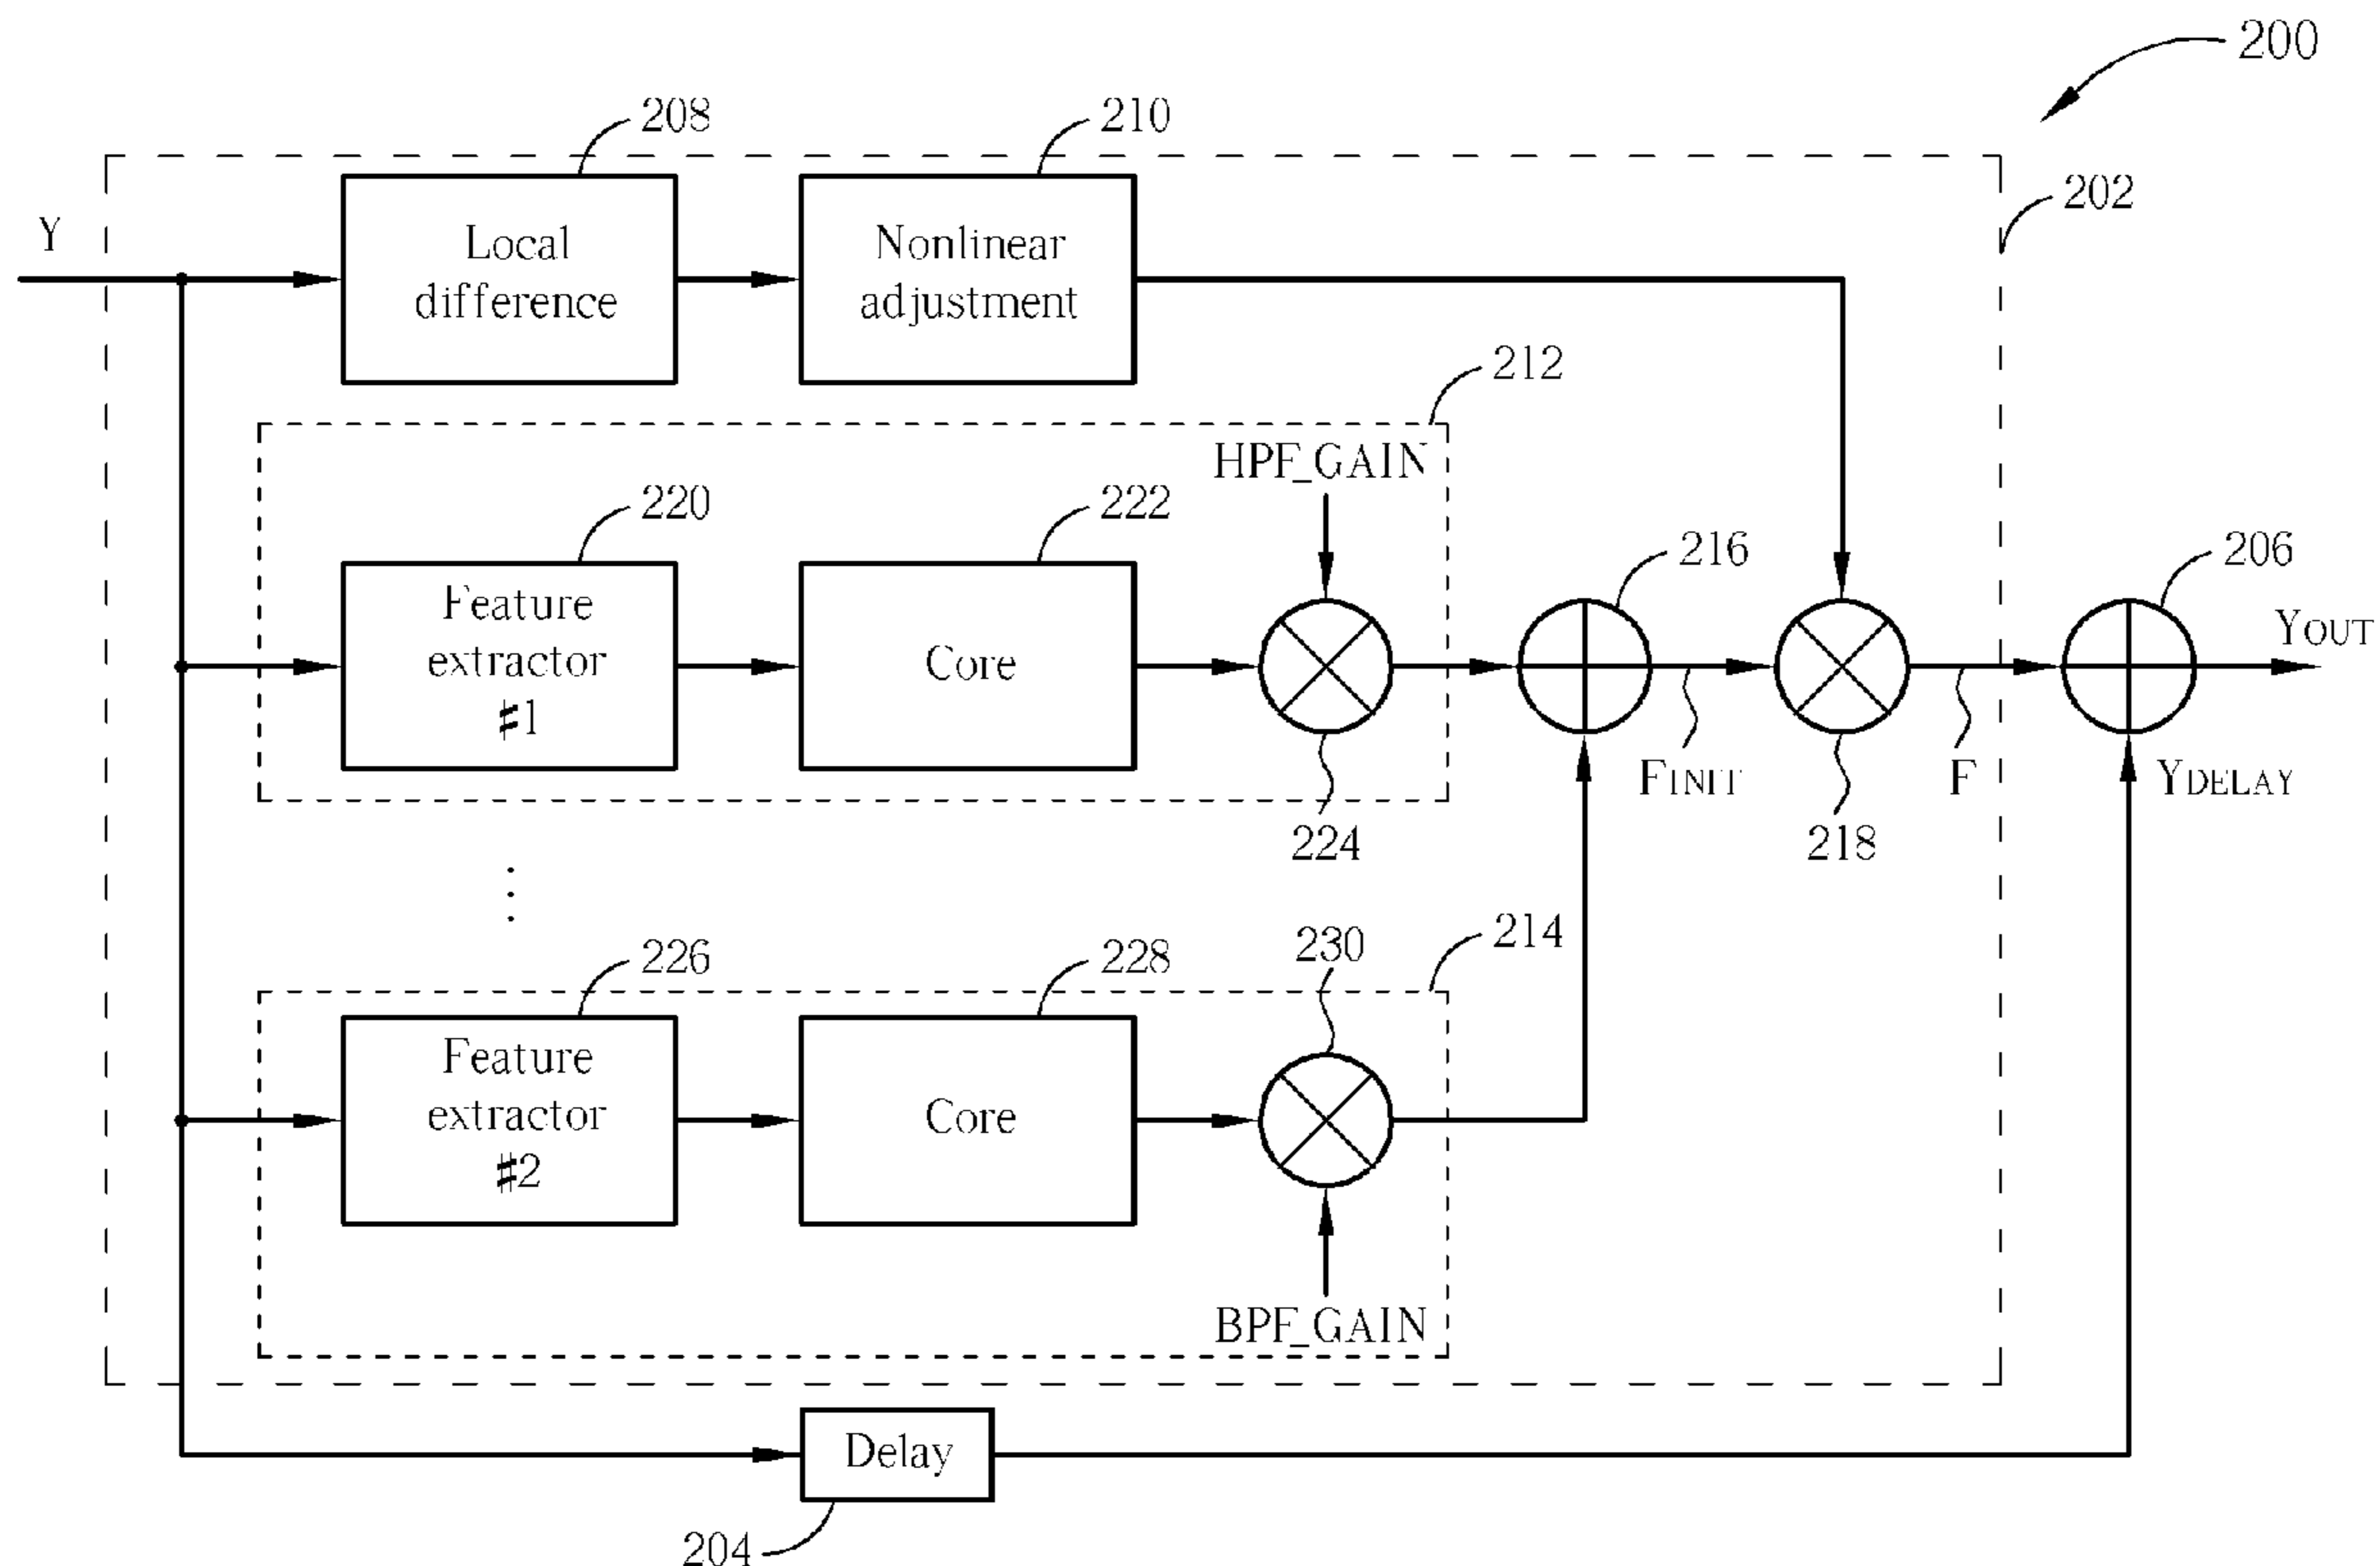 200
208
210
202
Y
Local
difference
Nonlinear
adjustment
212
HPF_GAIN
220
222
216
206
Feature
extractor
#1
Core
YOUT
FINIT
F
YDELAY
224
218
⋮
226
228
230
214
Feature
extractor
#2
Core
BPF_GAIN
Delay
204